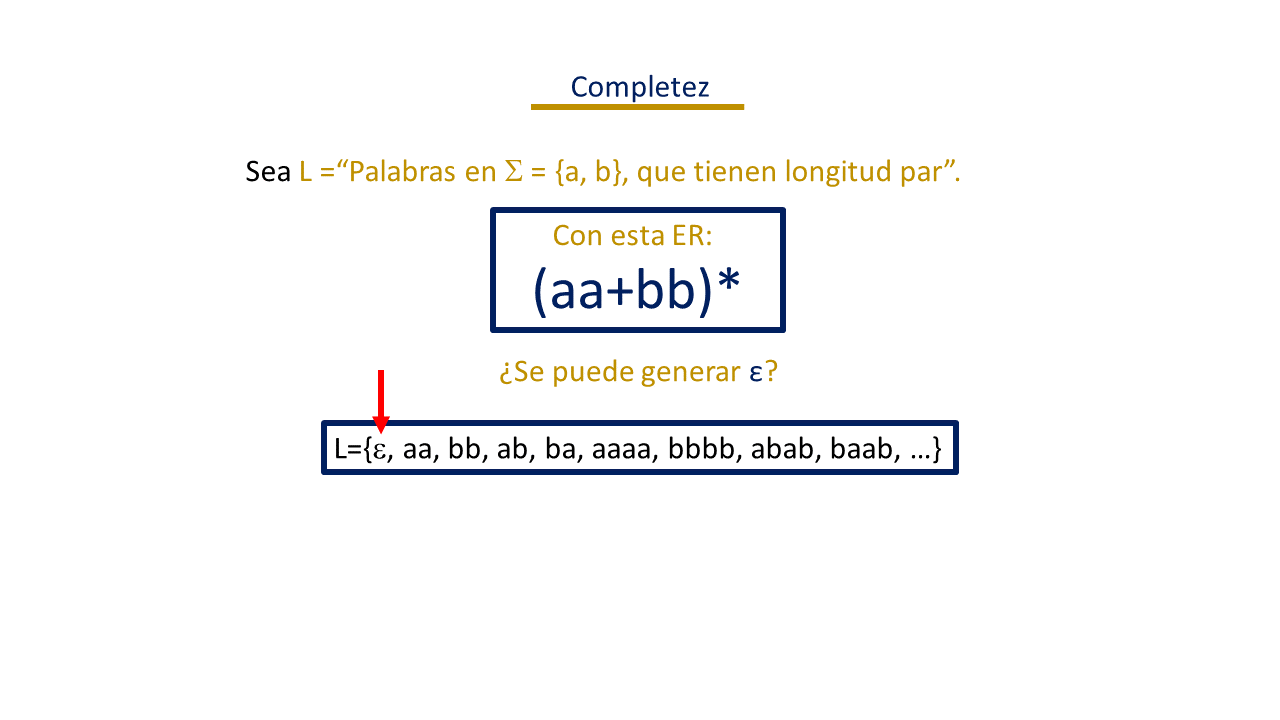 Completez
Sea L =“Palabras en Σ = {a, b}, que tienen longitud par”.
Con esta ER:
(aa+bb)*
¿Se puede generar ε?
L={ε, aa, bb, ab, ba, aaaa, bbbb, abab, baab, …}